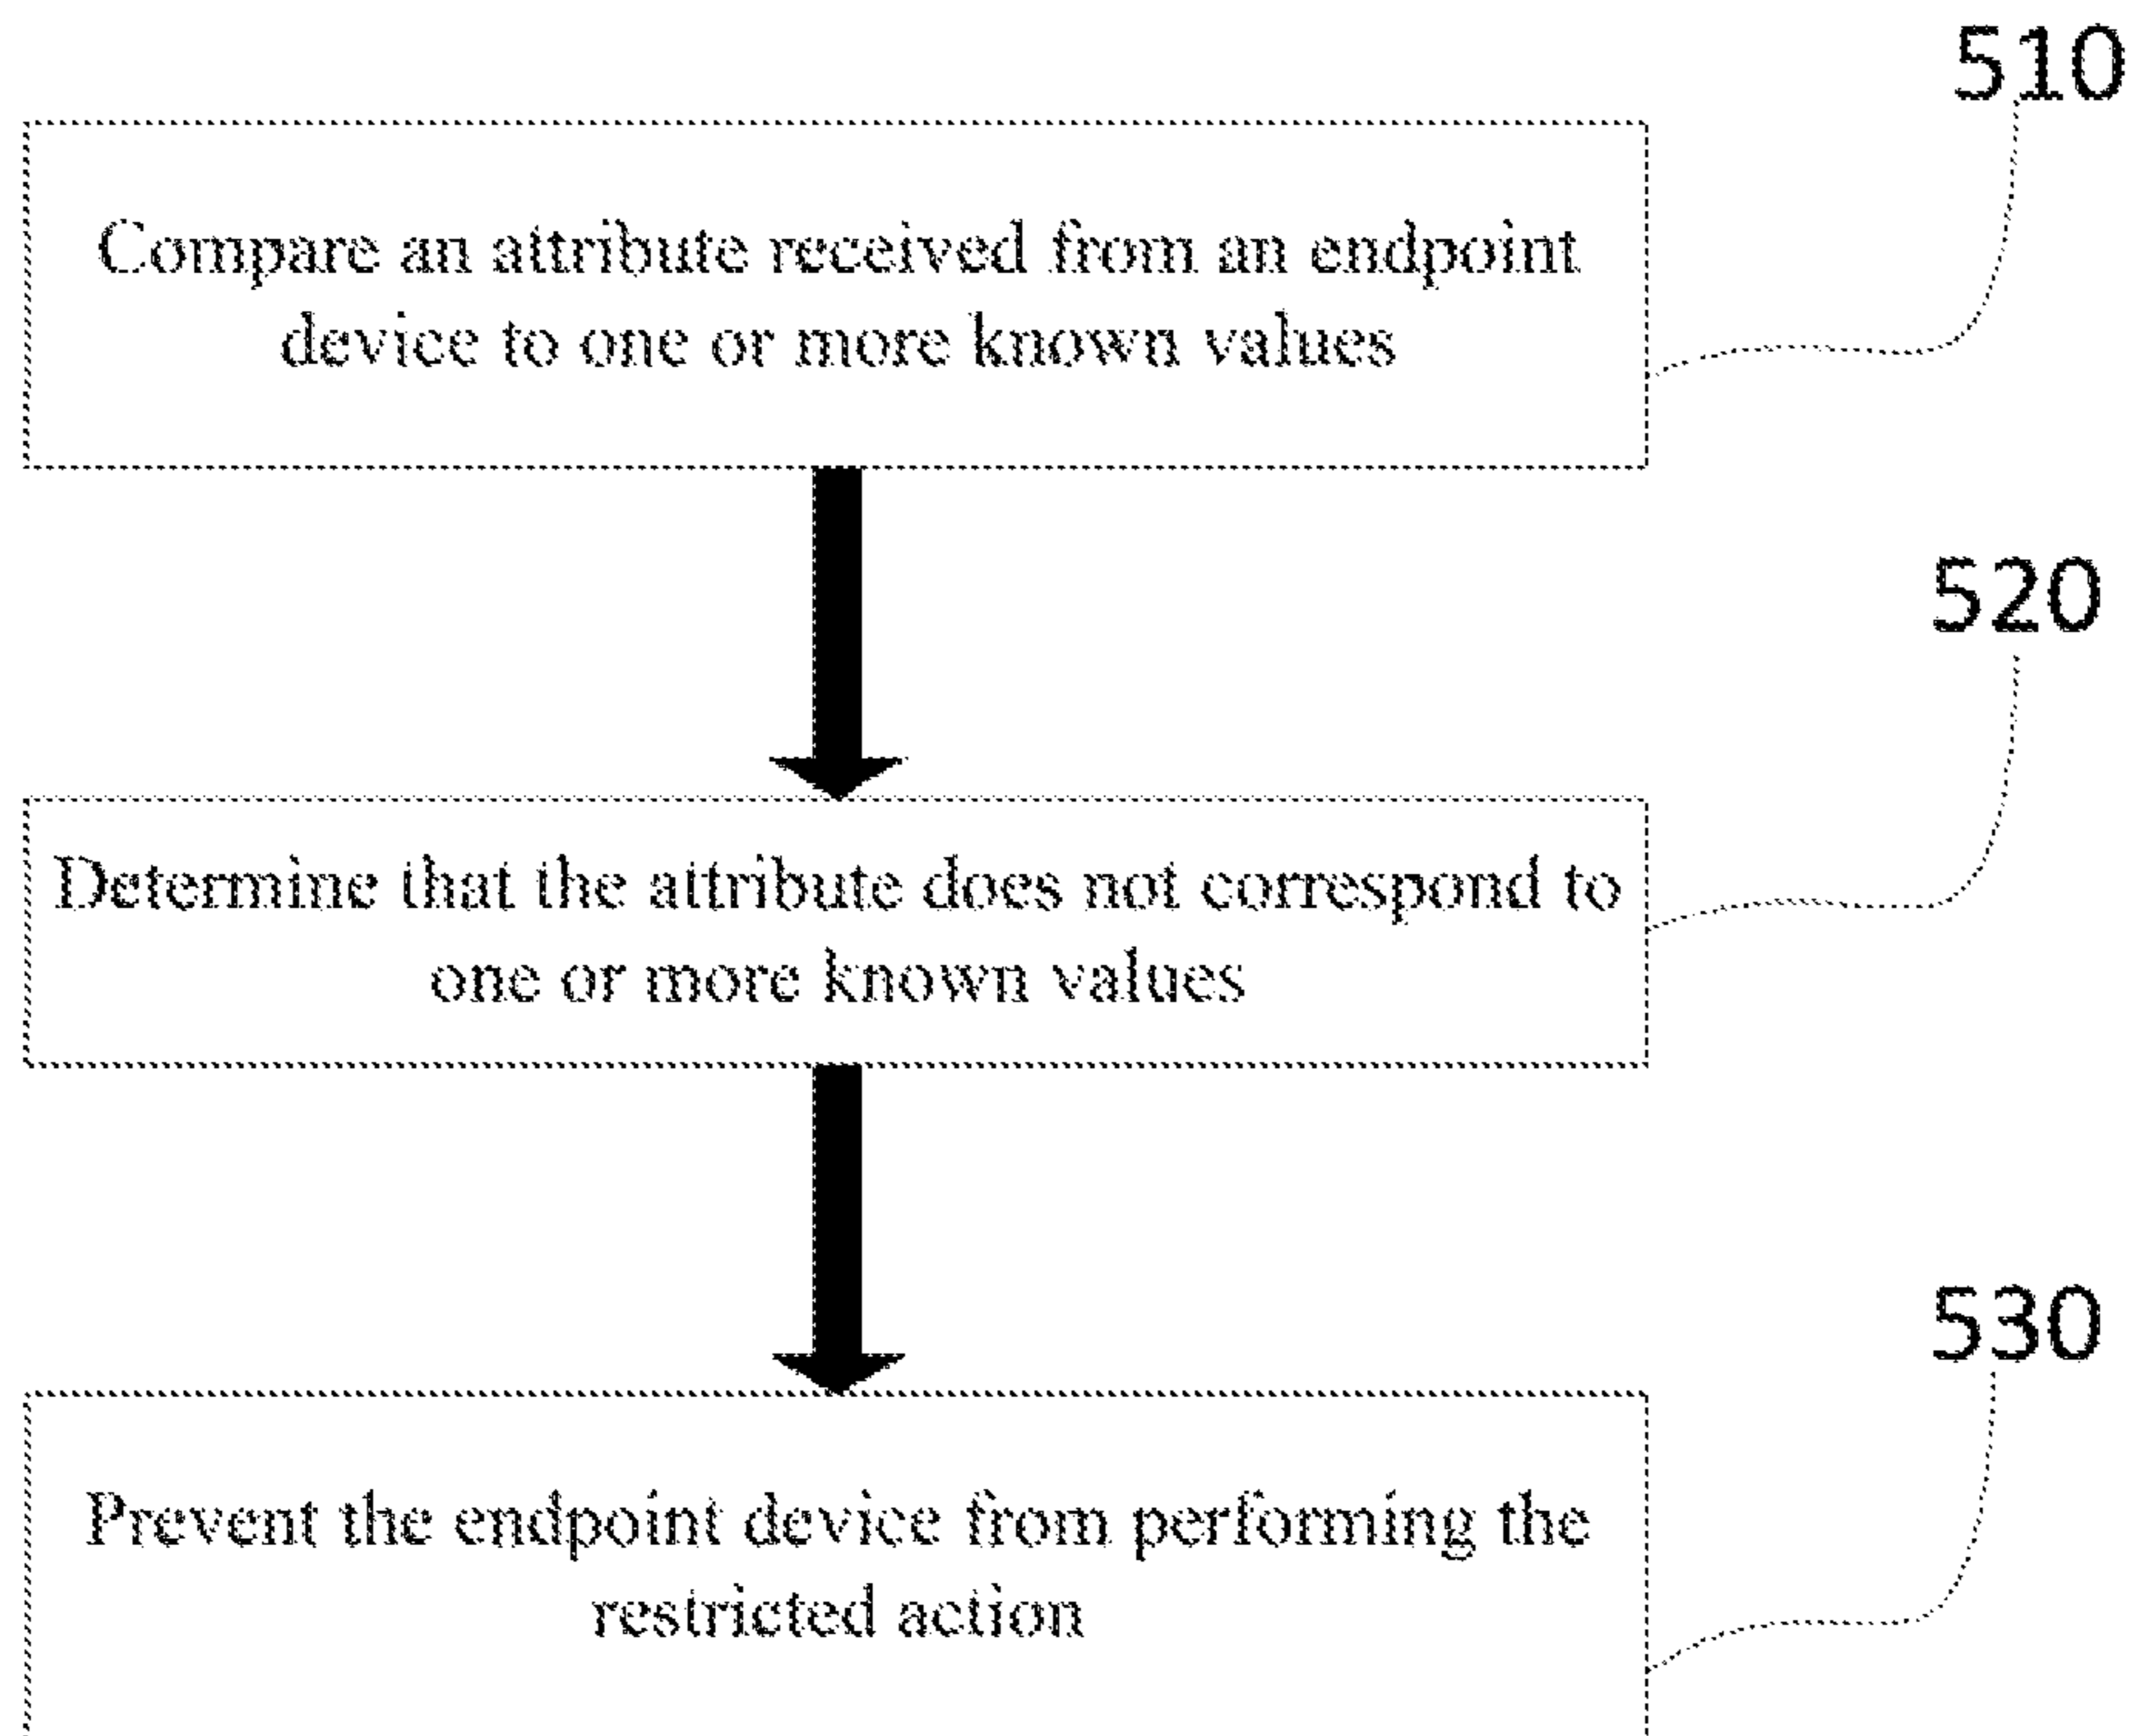 510
Compare an attribute received from an endpoint
device to one or more known values
520
Determine that the attribute does not correspond to
one or more known values
530
Prevent the endpoint device from performing the
restricted action